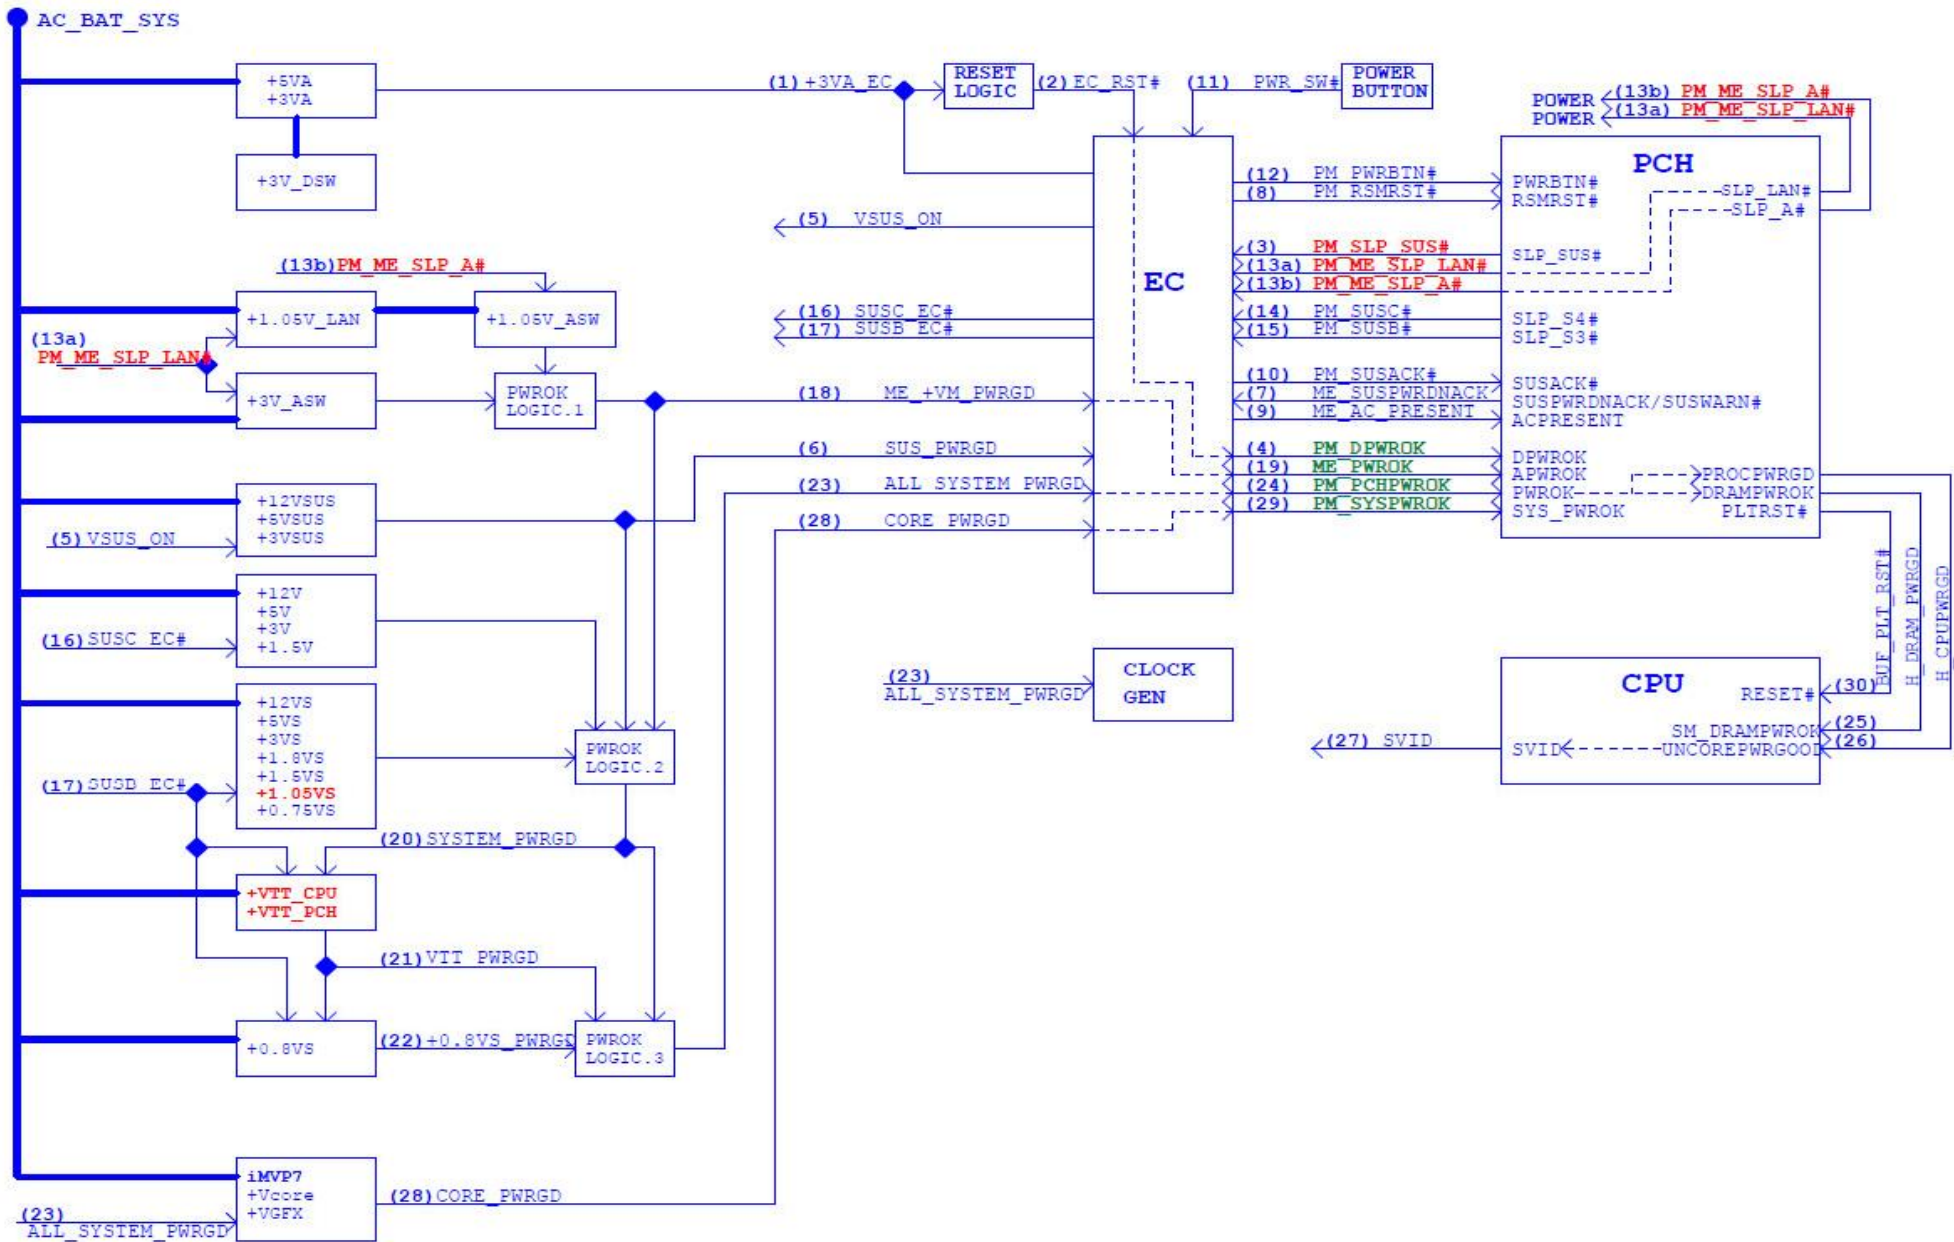 AC_BAT_SYS
+5VA
+3VA
(1) +3VA_EC
RESET
LOGIC
(2) EC_RST#
(11) PWR_SW#
POWER
BUTTON
POWER (13b) PM_ME_SLP_A#
POWER (13a) PM_ME_SLP_LAN#
+3V_DSW
EC
PCH
(12) PM_PWRBTN#
PWRBTN#
(8) PM_RSMRST#
RSMRST#
SLP_LAN#
SLP_A#
(5) VSUS_ON
(3) PM_SLP_SUS#
SLP_SUS#
(13a) PM_ME_SLP_LAN#
(13b) PM_ME_SLP_A#
(13b) PM_ME_SLP_A#
+1.05V_LAN
+1.05V_ASW
(16) SUSC_EC#
(17) SUSB_EC#
(14) PM_SUSC#
SLP_S4#
(15) PM_SUSB#
SLP_S3#
(13a)
PM_ME_SLP_LAN#
+3V_ASW
PWROK
LOGIC.1
(18) ME_+VM_PWRGD
(10) PM_SUSACK#
SUSACK#
(7) ME_SUSPWRDNACK
SUSPWRDNACK/SUSWARN#
(9) ME_AC_PRESENT
ACPRESENT
(6) SUS_PWRGD
(4) PM_DPWROK
DPWROK
(19) ME_PWROK
APWROK
PROCPWRGD
(23) ALL_SYSTEM_PWRGD
(24) PM_PCHPWROK
PWROK
DRAMPWROK
(28) CORE_PWRGD
(29) PM_SYSPWROK
SYS_PWROK
PLTRST#
+12VSUS
+5VSUS
+3VSUS
(5) VSUS_ON
BUF_PLT_RST#
H_DRAM_PWRGD
H_CPUPWRGD
+12V
+5V
+3V
+1.5V
(16) SUSC_EC#
(23)
ALL_SYSTEM_PWRGD
CLOCK
GEN
CPU
RESET#
(30)
SM_DRAMPWROK
(25)
(27) SVID
SVID
UNCOREPWRGOOD
(26)
+12VS
+5VS
+3VS
+1.8VS
+1.5VS
+1.05VS
+0.75VS
(17) SUSB_EC#
PWROK
LOGIC.2
(20) SYSTEM_PWRGD
+VTT_CPU
+VTT_PCH
(21) VTT_PWRGD
+0.8VS
(22) +0.8VS_PWRGD
PWROK
LOGIC.3
iMVP7
+Vcore
+VGFX
(28) CORE_PWRGD
(23)
ALL_SYSTEM_PWRGD